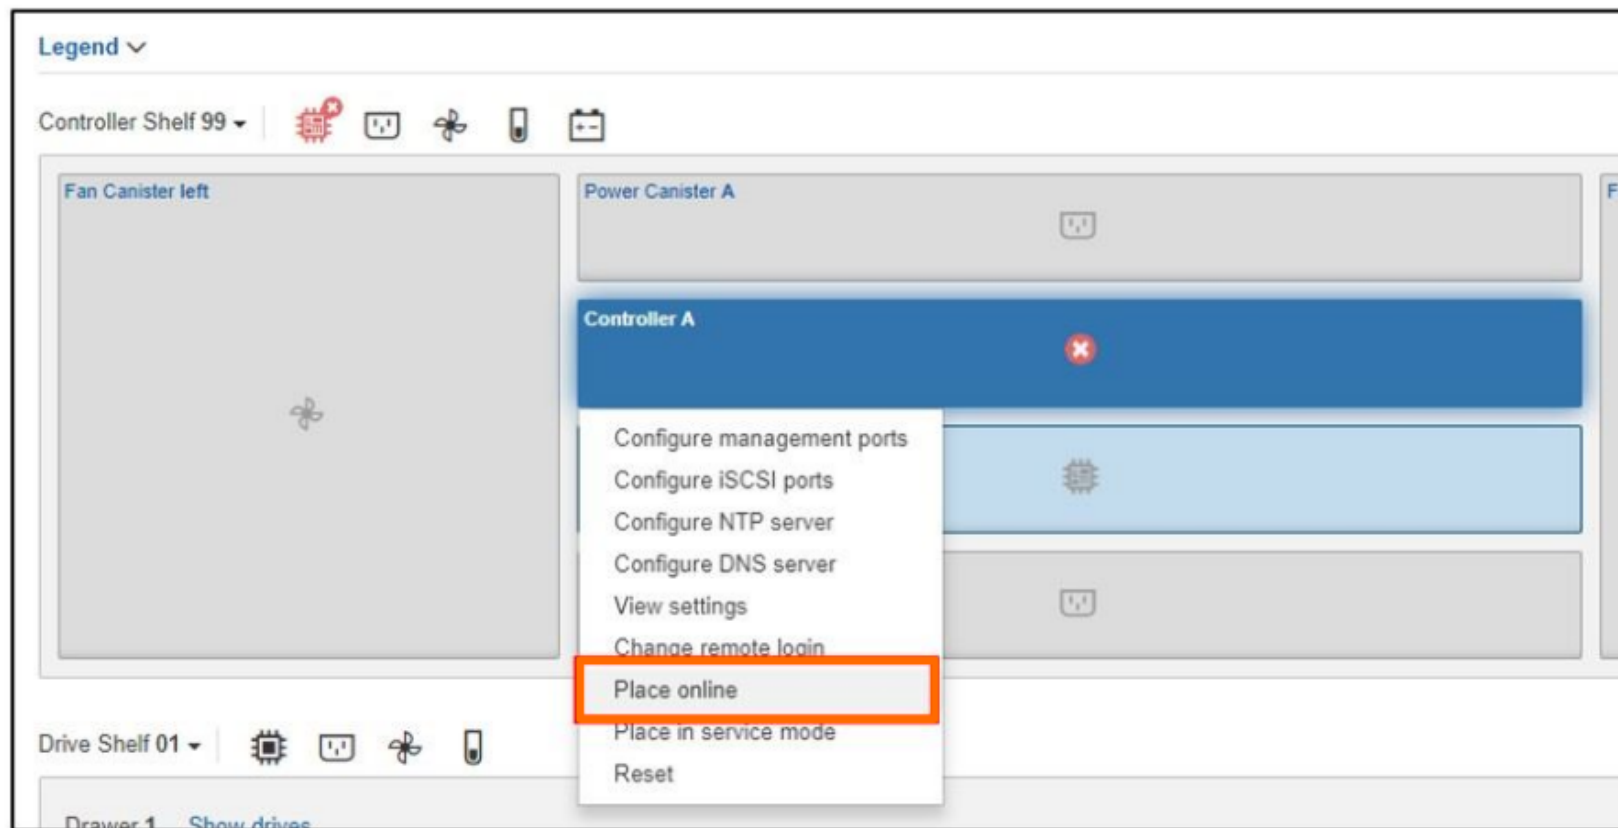 Legend
Controller Shelf 99
Fan Canister left
Power Canister A
F
Controller A
Configure management ports
Configure iSCSI ports
Configure NTP server
Configure DNS server
View settings
Change remote login
Place online
Place in service mode
Reset
Drive Shelf 01
Drawer 1 Show drives